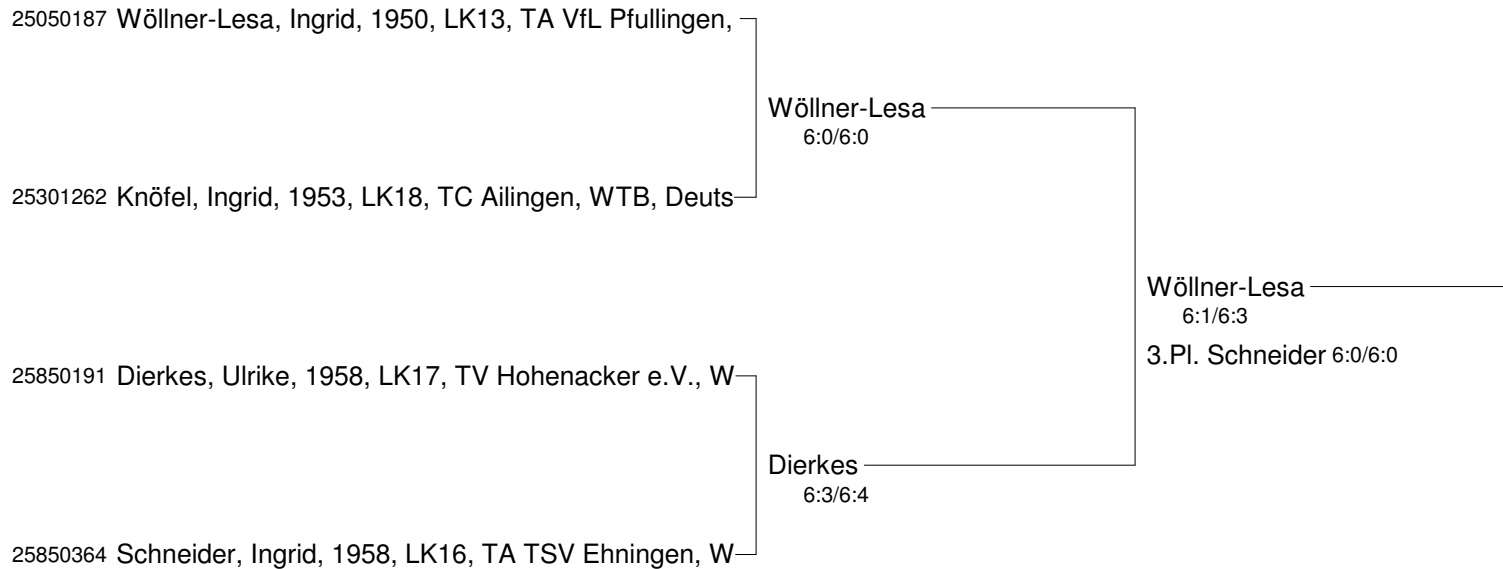 25050187 Wöllner-Lesa, Ingrid, 1950, LK13, TA VfL Pfullingen,
Wöllner-Lesa
6:0/6:0
25301262 Knöfel, Ingrid, 1953, LK18, TC Ailingen, WTB, Deuts
Wöllner-Lesa
6:1/6:3
3.Pl. Schneider 6:0/6:0
25850191 Dierkes, Ulrike, 1958, LK17, TV Hohenacker e.V., W
Dierkes
6:3/6:4
25850364 Schneider, Ingrid, 1958, LK16, TA TSV Ehningen, W